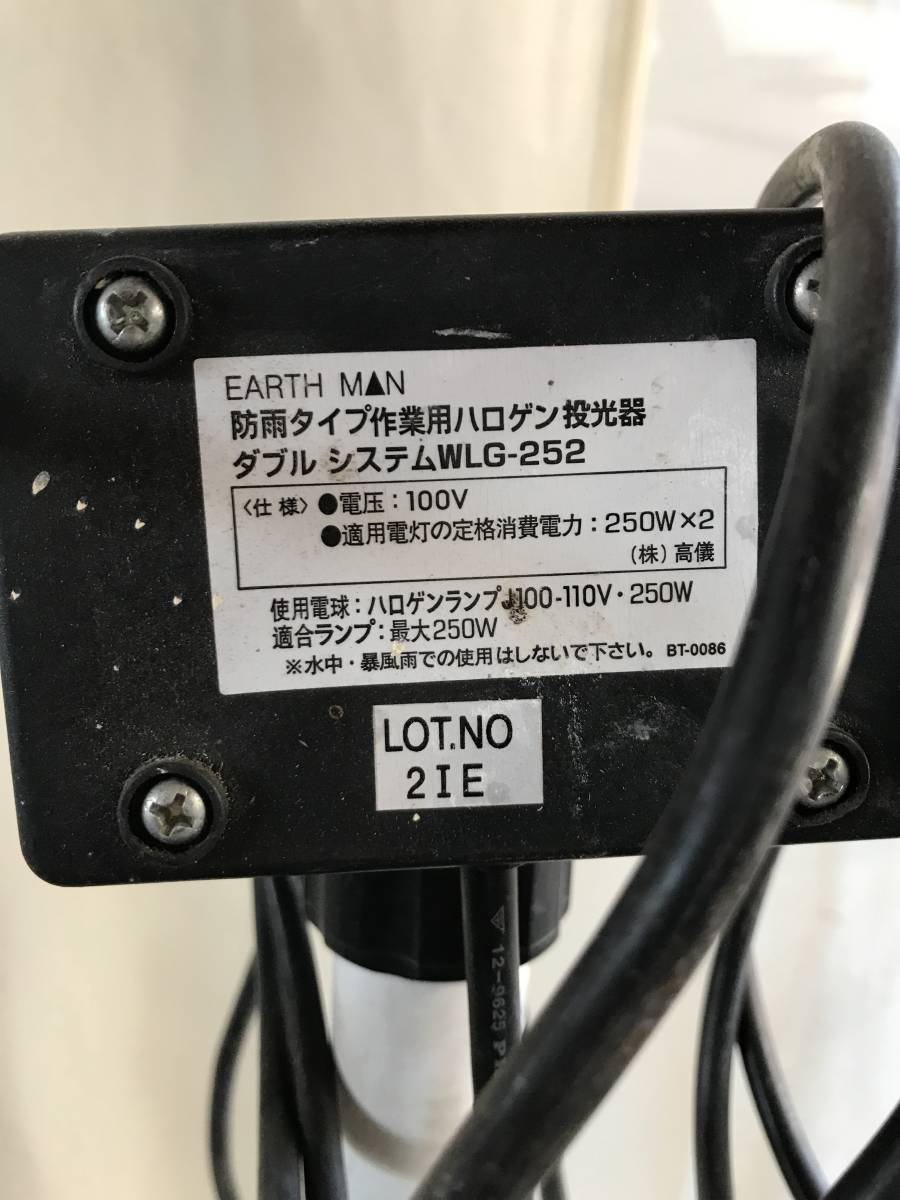 EARTH MAN
防雨タイプ作業用ハロゲン投光器
ダブル システムWLG-252
〈仕 様〉●電圧：100V
●適用電灯の定格消費電力：250W×2
(株)高儀
使用電球：ハロゲンランプJ100-110V・250W
適合ランプ：最大250W
※水中・暴風雨での使用はしないで下さい。 BT-0086
LOT.NO
2IE
12-9625 P